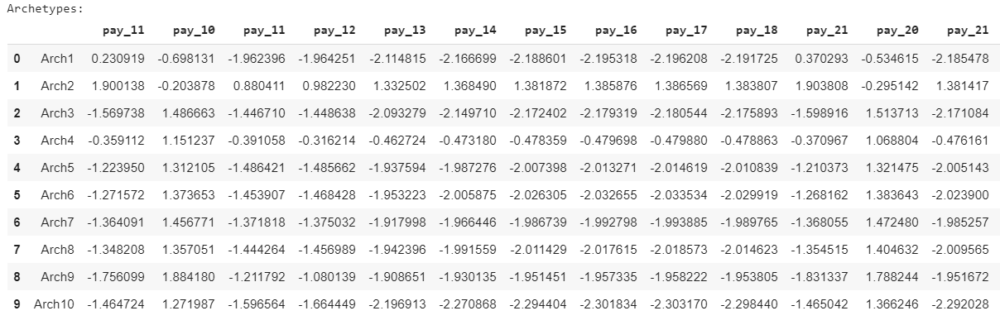 Archetypes:
pay_11 pay_10 pay_11 pay_12 pay_13 pay_14 pay_15 pay_16 pay_17 pay_18 pay_21 pay_20 pay_21
0 Arch1 0.230919 -0.698131 -1.962396 -1.964251 -2.114815 -2.166699 -2.188601 -2.195318 -2.196208 -2.191725 0.370293 -0.534615 -2.185478
1 Arch2 1.900138 -0.203878 0.880411 0.982230 1.332502 1.368490 1.381872 1.385876 1.386569 1.383807 1.903808 -0.295142 1.381417
2 Arch3 -1.569738 1.486663 -1.446710 -1.448638 -2.093279 -2.149710 -2.172402 -2.179319 -2.180544 -2.175893 -1.598916 1.513713 -2.171084
3 Arch4 -0.359112 1.151237 -0.391058 -0.316214 -0.462724 -0.473180 -0.478359 -0.479698 -0.479880 -0.478863 -0.370967 1.068804 -0.476161
4 Arch5 -1.223950 1.312105 -1.486421 -1.485662 -1.937594 -1.987276 -2.007398 -2.013271 -2.014619 -2.010839 -1.210373 1.321475 -2.005143
5 Arch6 -1.271572 1.373653 -1.453907 -1.468428 -1.953223 -2.005875 -2.026305 -2.032655 -2.033534 -2.029919 -1.268162 1.383643 -2.023900
6 Arch7 -1.364091 1.456771 -1.371818 -1.375032 -1.917998 -1.966446 -1.986739 -1.992798 -1.993885 -1.989765 -1.368055 1.472480 -1.985257
7 Arch8 -1.348208 1.357051 -1.444264 -1.456989 -1.942396 -1.991559 -2.011429 -2.017615 -2.018573 -2.014623 -1.354515 1.404632 -2.009565
8 Arch9 -1.756099 1.884180 -1.211792 -1.080139 -1.908651 -1.930135 -1.951451 -1.957335 -1.958222 -1.953805 -1.831337 1.788244 -1.951672
9 Arch10 -1.464724 1.271987 -1.596564 -1.664449 -2.196913 -2.270868 -2.294404 -2.301834 -2.303170 -2.298440 -1.465042 1.366246 -2.292028